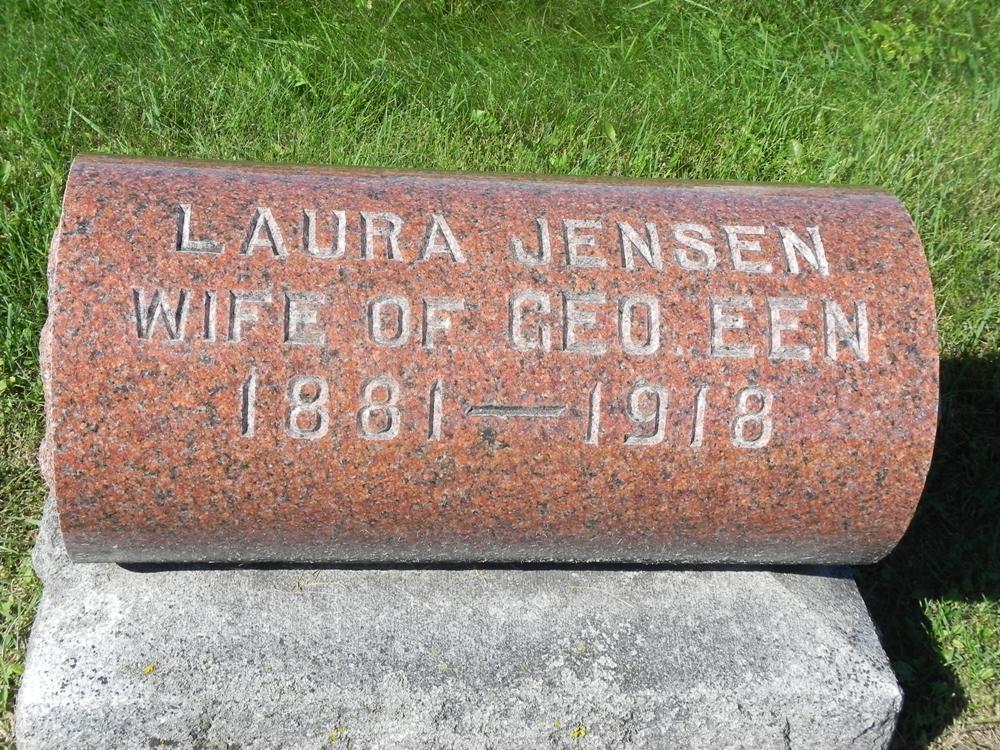 LAURA JENSEN
WIFE OF GEO. EEN
1881—1918